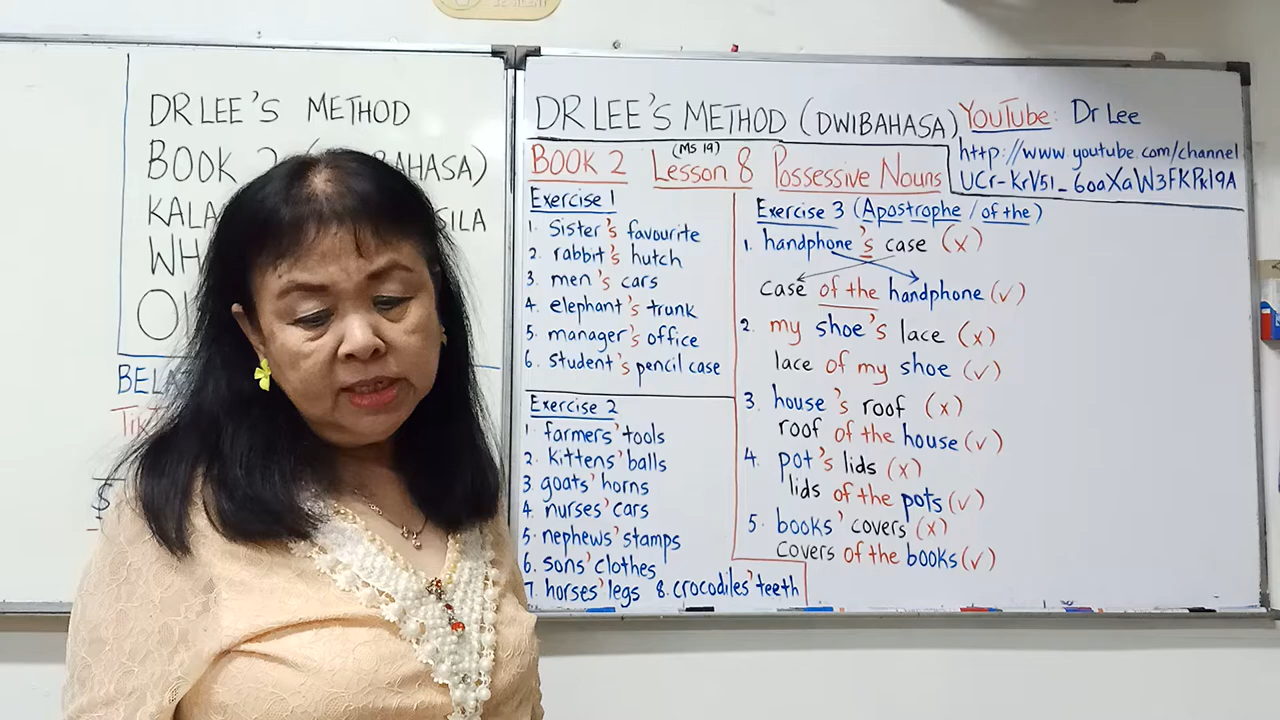 DR LEE'S METHOD
BOOK
KALA
WH
BE SILENT
DR LEE'S METHOD (DWIBAHASA)
YouTube: Dr Lee
http://www youtube.com/channel
UCr-KrV5l_6oaXaW3FKPkl9A
(MS 19)
BOOK 2 Lesson 8 Possessive Nouns
Exercise 1
1. Sister's favourite
2. rabbit's hutch
3. men's cars
4. elephant's trunk
5. manager's office
6. student's pencil case
Exercise 2
1. farmers' tools
2. kittens' balls
3. goats' horns
4. nurses' cars
5. nephews' stamps
6. sons' clothes
7. horses' legs 8. crocodiles' teeth
Exercise 3 (Apostrophe / of the)
1. handphone's case (x)
case of the handphone (✓)
2. my shoe's lace (x)
lace of my shoe (✓)
3. house's roof (x)
roof of the house (✓)
4. pot's lids (x)
lids of the pots (✓)
5. books' covers (x)
covers of the books (✓)